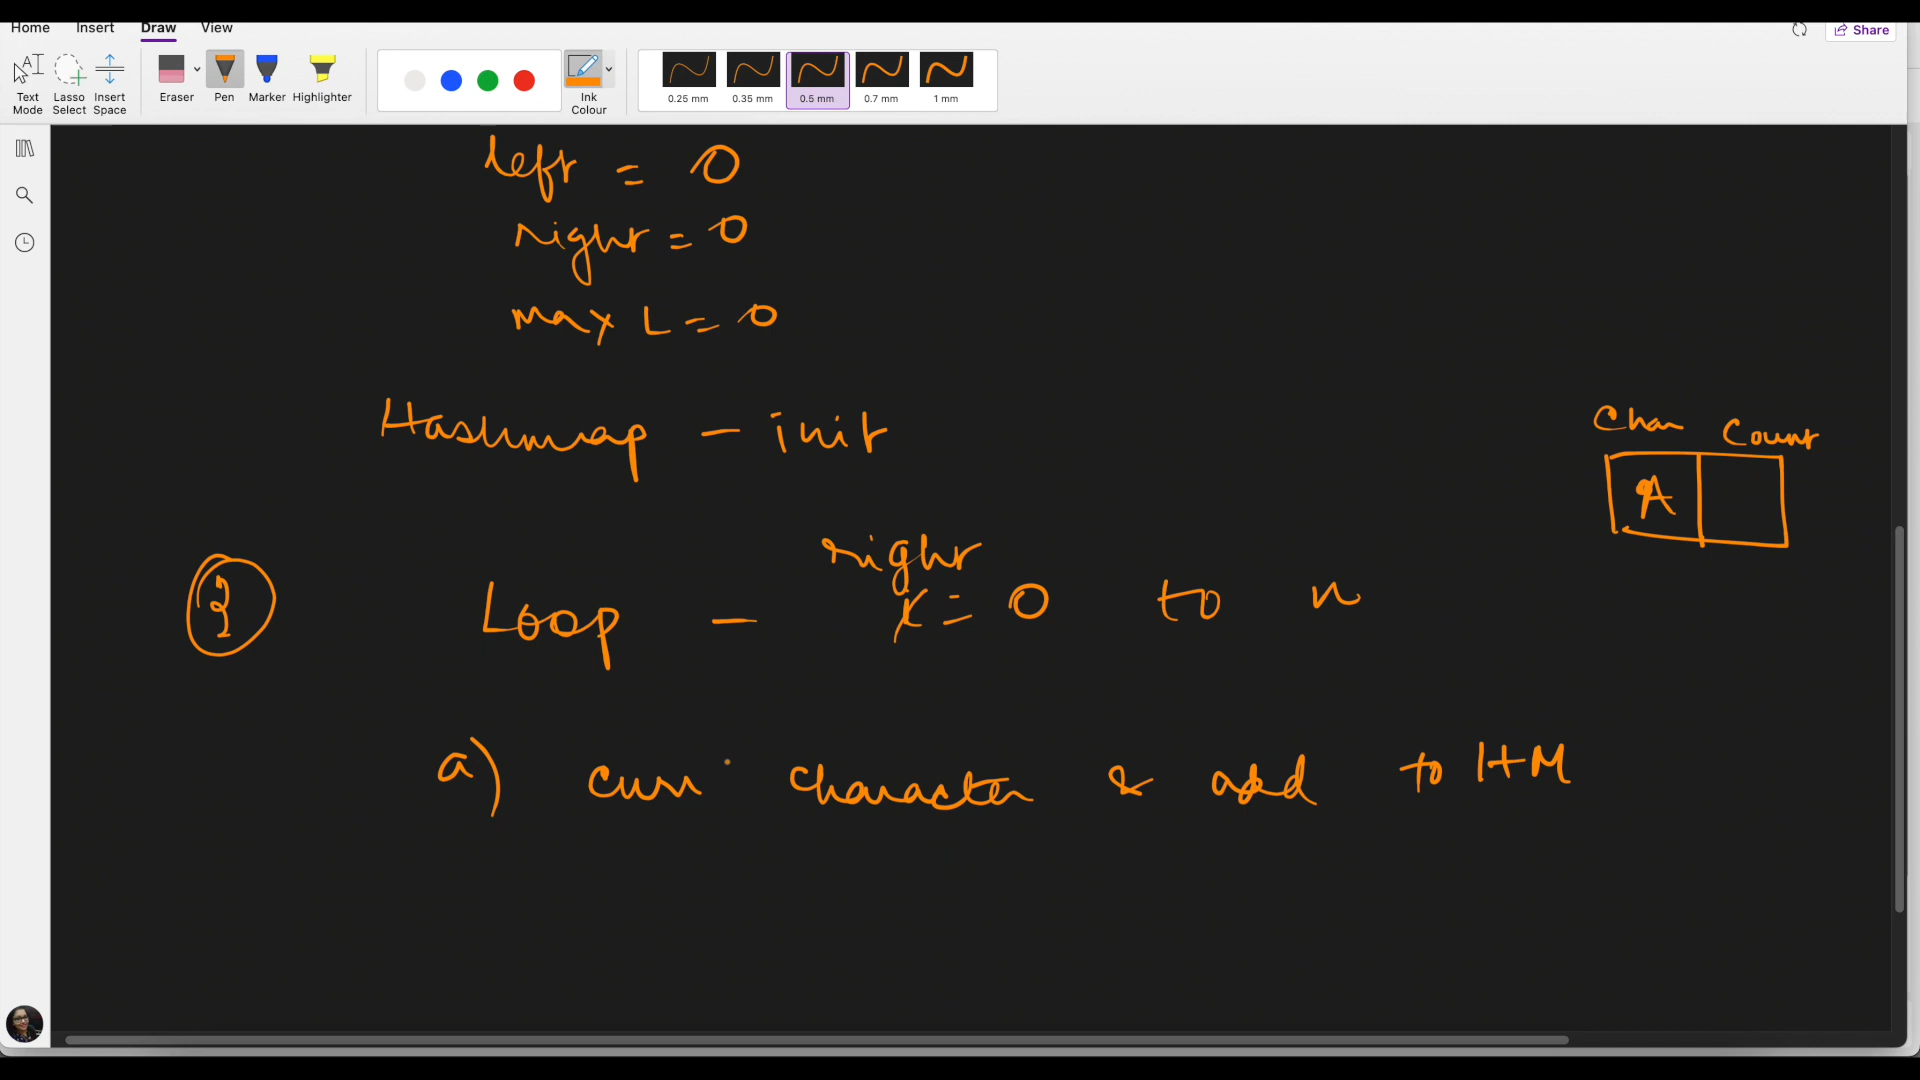 Home Insert Draw View
Share
Text Mode
Lasso Select
Insert Space
Eraser
Pen
Marker
Highlighter
Ink Colour
0.25 mm
0.35 mm
0.5 mm
0.7 mm
1 mm
left = 0
right = 0
max L = 0
Hashmap - init
Char Count
A
right
3 Loop - r = 0 to n
a) curr character & add to HM